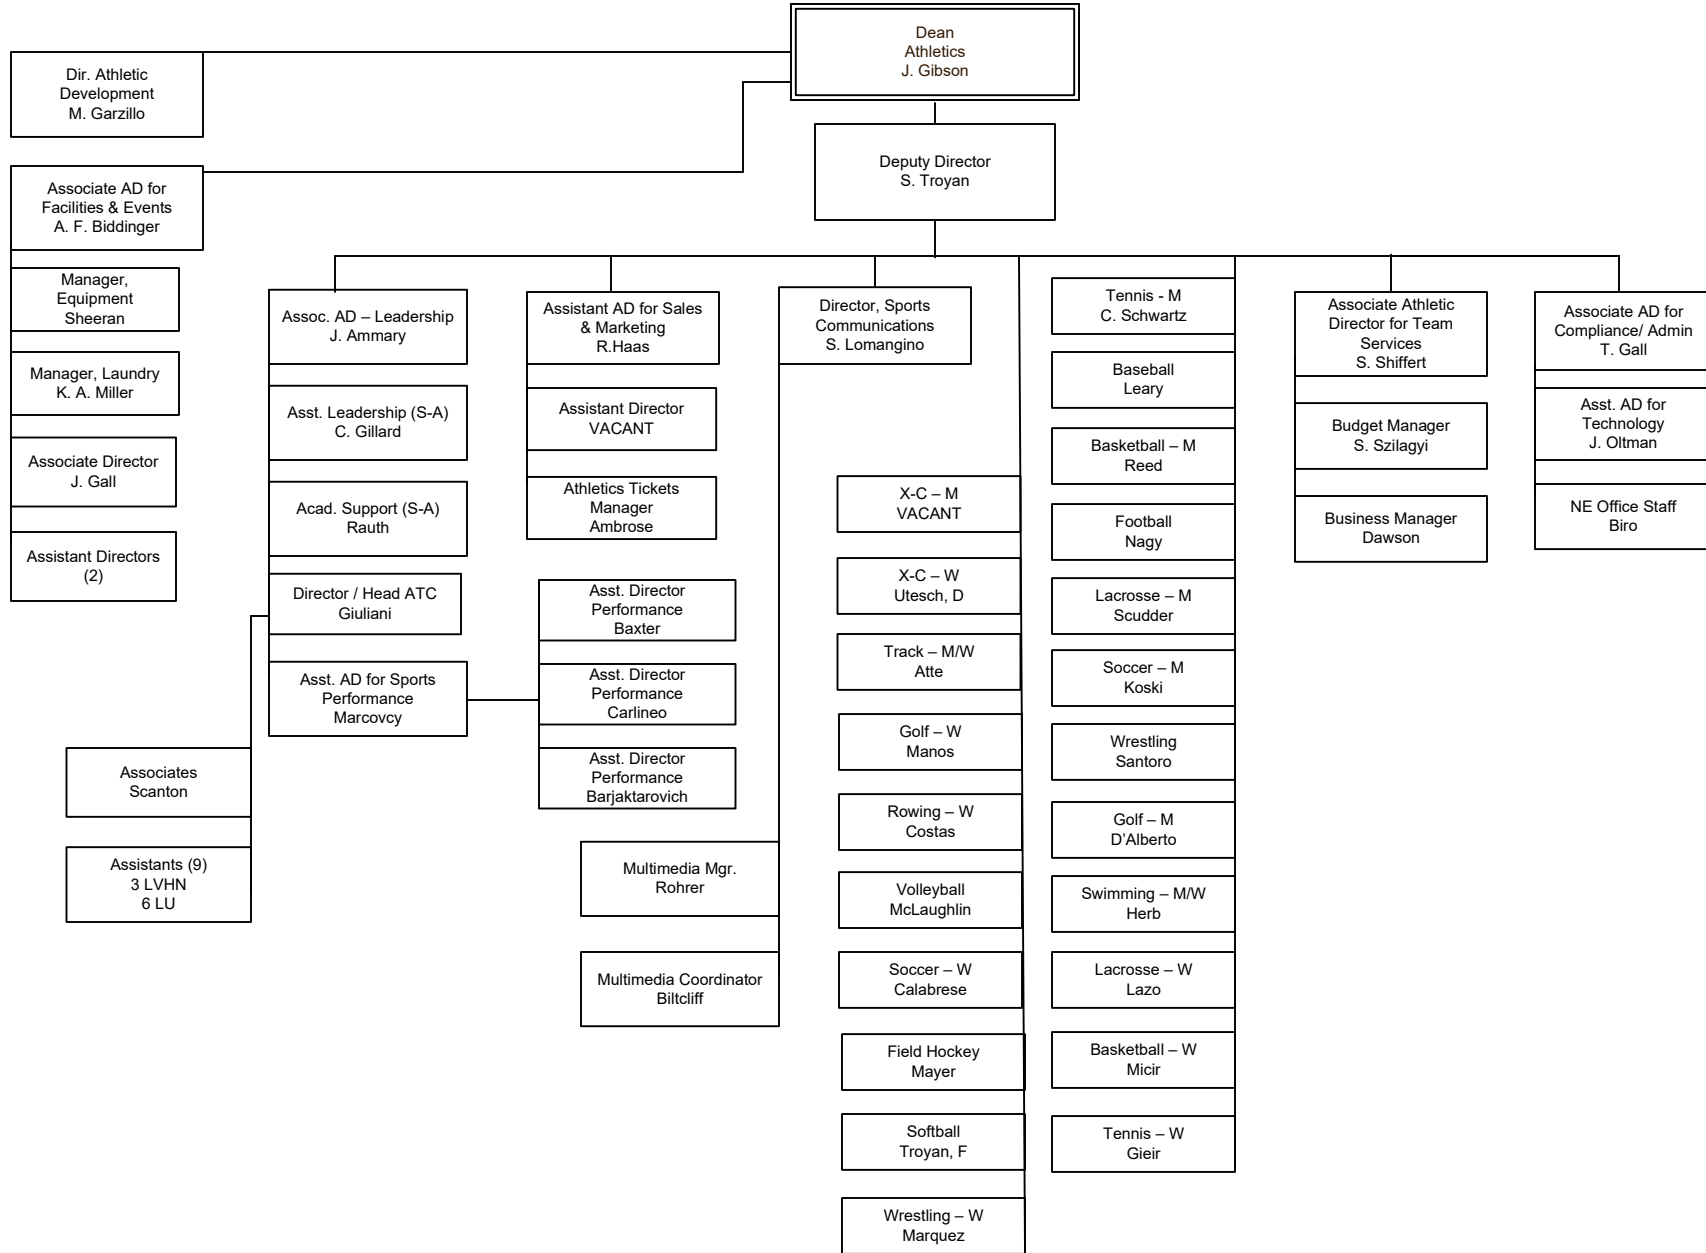 Dean
Athletics
J. Gibson
Dir. Athletic
Development
M. Garzillo
Deputy Director
S. Troyan
Associate AD for
Facilities & Events
A. F. Biddinger
Manager,
Equipment
Sheeran
Manager, Laundry
K. A. Miller
Associate Director
J. Gall
Assistant Directors
(2)
Assoc. AD – Leadership
J. Ammary
Asst. Leadership (S-A)
C. Gillard
Acad. Support (S-A)
Rauth
Director / Head ATC
Giuliani
Asst. AD for Sports
Performance
Marcovcy
Associates
Scanton
Assistants (9)
3 LVHN
6 LU
Assistant AD for Sales
& Marketing
R.Haas
Assistant Director
VACANT
Athletics Tickets
Manager
Ambrose
Asst. Director
Performance
Baxter
Asst. Director
Performance
Carlineo
Asst. Director
Performance
Barjaktarovich
Director, Sports
Communications
S. Lomangino
Multimedia Mgr.
Rohrer
Multimedia Coordinator
Biltcliff
X-C – M
VACANT
X-C – W
Utesch, D
Track – M/W
Atte
Golf – W
Manos
Rowing – W
Costas
Volleyball
McLaughlin
Soccer – W
Calabrese
Field Hockey
Mayer
Softball
Troyan, F
Wrestling – W
Marquez
Tennis - M
C. Schwartz
Baseball
Leary
Basketball – M
Reed
Football
Nagy
Lacrosse – M
Scudder
Soccer – M
Koski
Wrestling
Santoro
Golf – M
D’Alberto
Swimming – M/W
Herb
Lacrosse – W
Lazo
Basketball – W
Micir
Tennis – W
Gieir
Associate Athletic
Director for Team
Services
S. Shiffert
Budget Manager
S. Szilagyi
Business Manager
Dawson
Associate AD for
Compliance/ Admin
T. Gall
Asst. AD for
Technology
J. Oltman
NE Office Staff
Biro